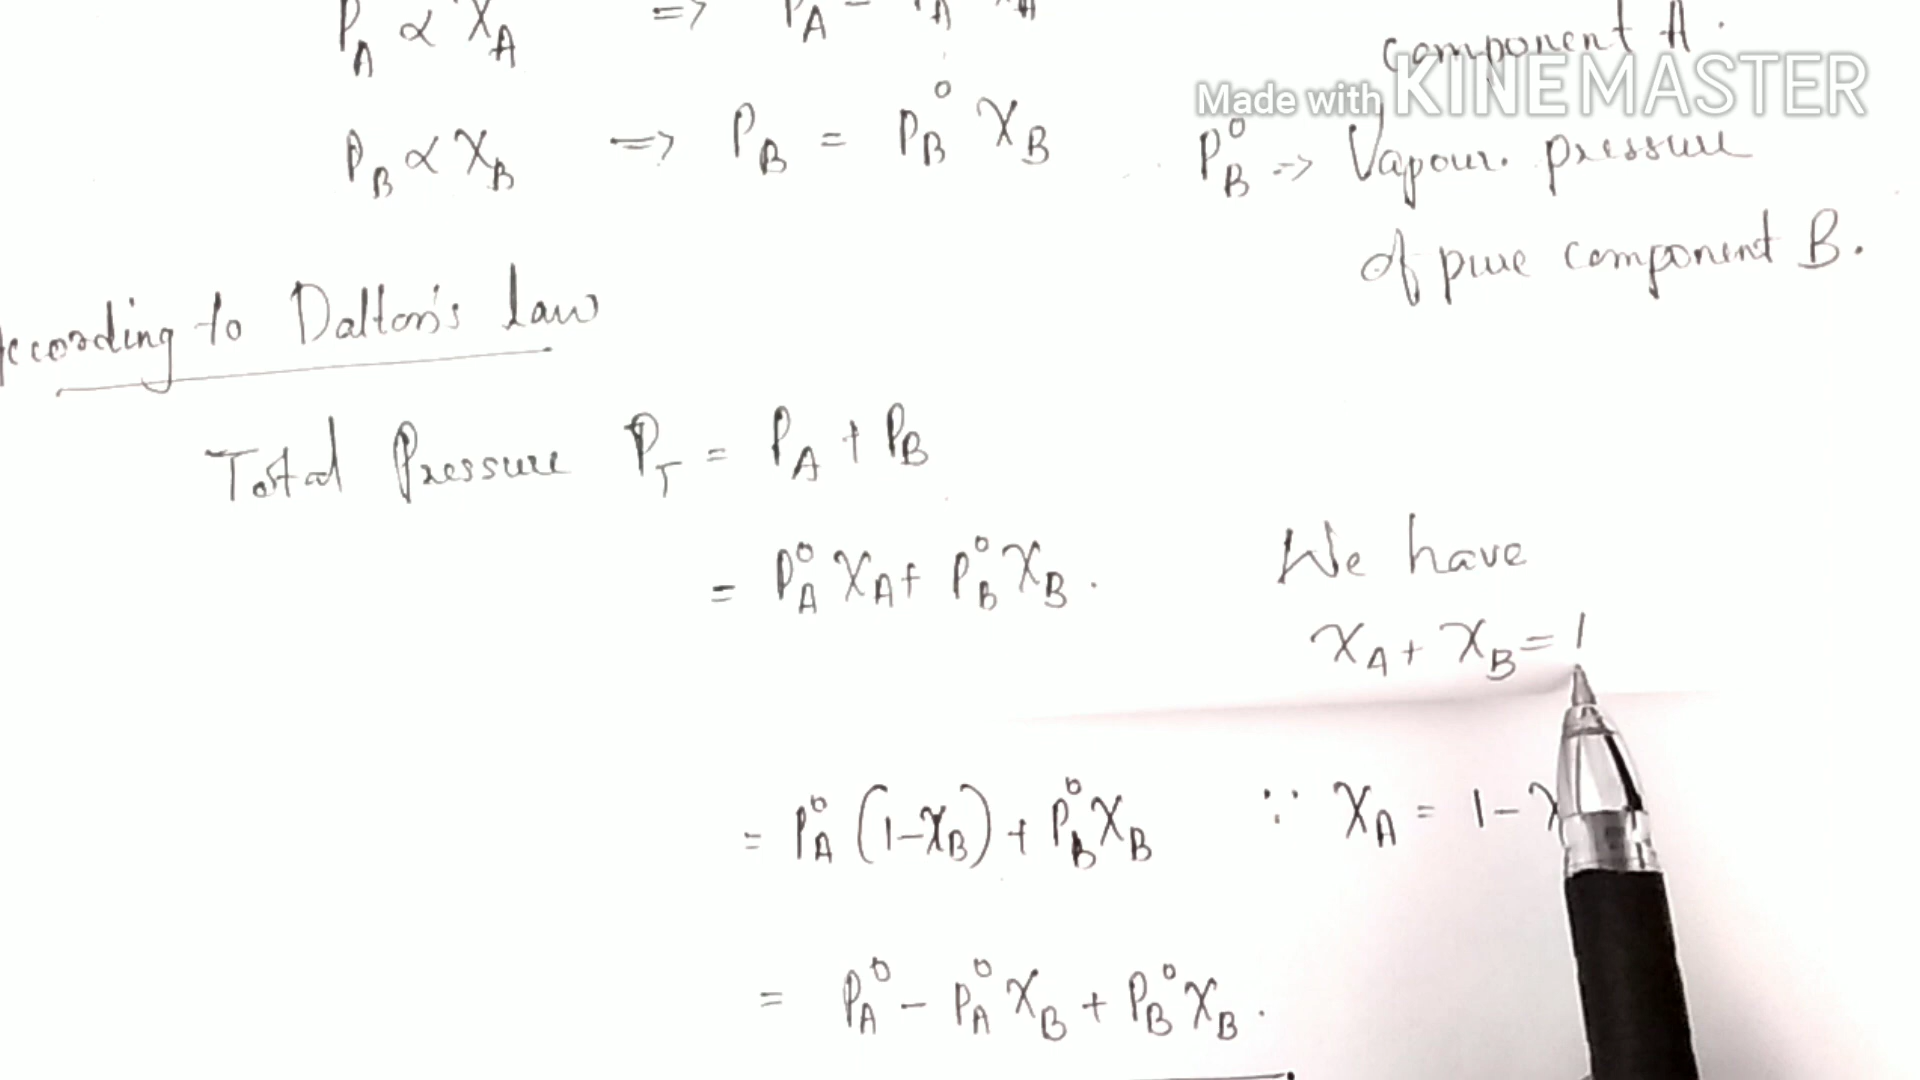 P_A ∝ X_A => P_A =
component A.
Made with KINEMASTER
P_B ∝ X_B => P_B = P_B^o X_B
P_B^o => Vapour pressure
of pure component B.
According to Dalton's law
Total Pressure P_T = P_A + P_B
= P_A^o X_A + P_B^o X_B.
We have
X_A + X_B = 1
= P_A^o (1-X_B) + P_B^o X_B ∵ X_A = 1-
= P_A^o - P_A^o X_B + P_B^o X_B.